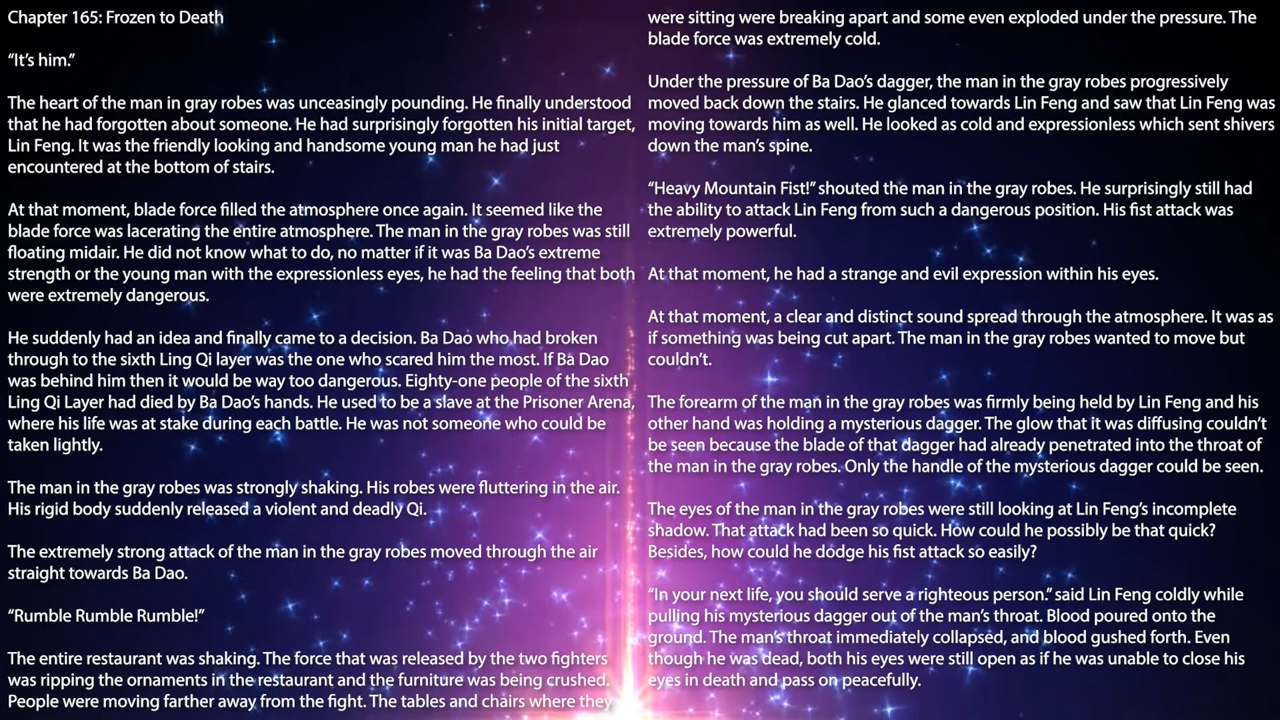 Chapter 165: Frozen to Death
“It’s him.”
The heart of the man in gray robes was unceasingly pounding. He finally understood
that he had forgotten about someone. He had surprisingly forgotten his initial target,
Lin Feng. It was the friendly looking and handsome young man he had just
encountered at the bottom of stairs.
At that moment, blade force filled the atmosphere once again. It seemed like the
blade force was lacerating the entire atmosphere. The man in the gray robes was still
floating midair. He did not know what to do, no matter if it was Ba Dao’s extreme
strength or the young man with the expressionless eyes, he had the feeling that both
were extremely dangerous.
He suddenly had an idea and finally came to a decision. Ba Dao who had broken
through to the sixth Ling Qi layer was the one who scared him the most. If Ba Dao
was behind him then it would be way too dangerous. Eighty-one people of the sixth
Ling Qi Layer had died by Ba Dao’s hands. He used to be a slave at the Prisoner Arena,
where his life was at stake during each battle. He was not someone who could be
taken lightly.
The man in the gray robes was strongly shaking. His robes were fluttering in the air.
His rigid body suddenly released a violent and deadly Qi.
The extremely strong attack of the man in the gray robes moved through the air
straight towards Ba Dao.
“Rumble Rumble Rumble!”
The entire restaurant was shaking. The force that was released by the two fighters
was ripping the ornaments in the restaurant and the furniture was being crushed.
People were moving farther away from the fight. The tables and chairs where they
were sitting were breaking apart and some even exploded under the pressure. The
blade force was extremely cold.
Under the pressure of Ba Dao’s dagger, the man in the gray robes progressively
moved back down the stairs. He glanced towards Lin Feng and saw that Lin Feng was
moving towards him as well. He looked as cold and expressionless which sent shivers
down the man’s spine.
“Heavy Mountain Fist!” shouted the man in the gray robes. He surprisingly still had
the ability to attack Lin Feng from such a dangerous position. His fist attack was
extremely powerful.
At that moment, he had a strange and evil expression within his eyes.
At that moment, a clear and distinct sound spread through the atmosphere. It was as
if something was being cut apart. The man in the gray robes wanted to move but
couldn’t.
The forearm of the man in the gray robes was firmly being held by Lin Feng and his
other hand was holding a mysterious dagger. The glow that it was diffusing couldn’t
be seen because the blade of that dagger had already penetrated into the throat of
the man in the gray robes. Only the handle of the mysterious dagger could be seen.
The eyes of the man in the gray robes were still looking at Lin Feng’s incomplete
shadow. That attack had been so quick. How could he possibly be that quick?
Besides, how could he dodge his fist attack so easily?
“In your next life, you should serve a righteous person.” said Lin Feng coldly while
pulling his mysterious dagger out of the man’s throat. Blood poured onto the
ground. The man’s throat immediately collapsed, and blood gushed forth. Even
though he was dead, both his eyes were still open as if he was unable to close his
eyes in death and pass on peacefully.